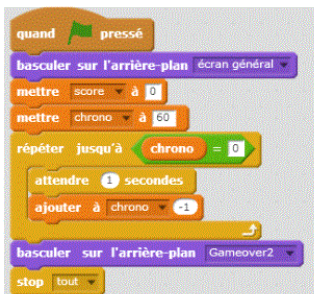 quand pressé
basculer sur l'arrière-plan écran général
mettre score à 0
mettre chrono à 60
répéter jusqu'à chrono = 0
attendre 1 secondes
ajouter à chrono -1
basculer sur l'arrière-plan Gameover2
stop tout